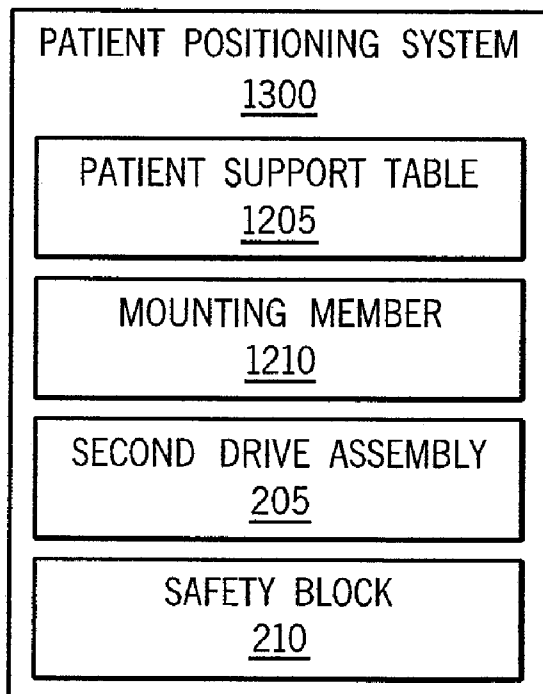 PATIENT POSITIONING SYSTEM
1300
PATIENT SUPPORT TABLE
1205
MOUNTING MEMBER
1210
SECOND DRIVE ASSEMBLY
205
SAFETY BLOCK
210